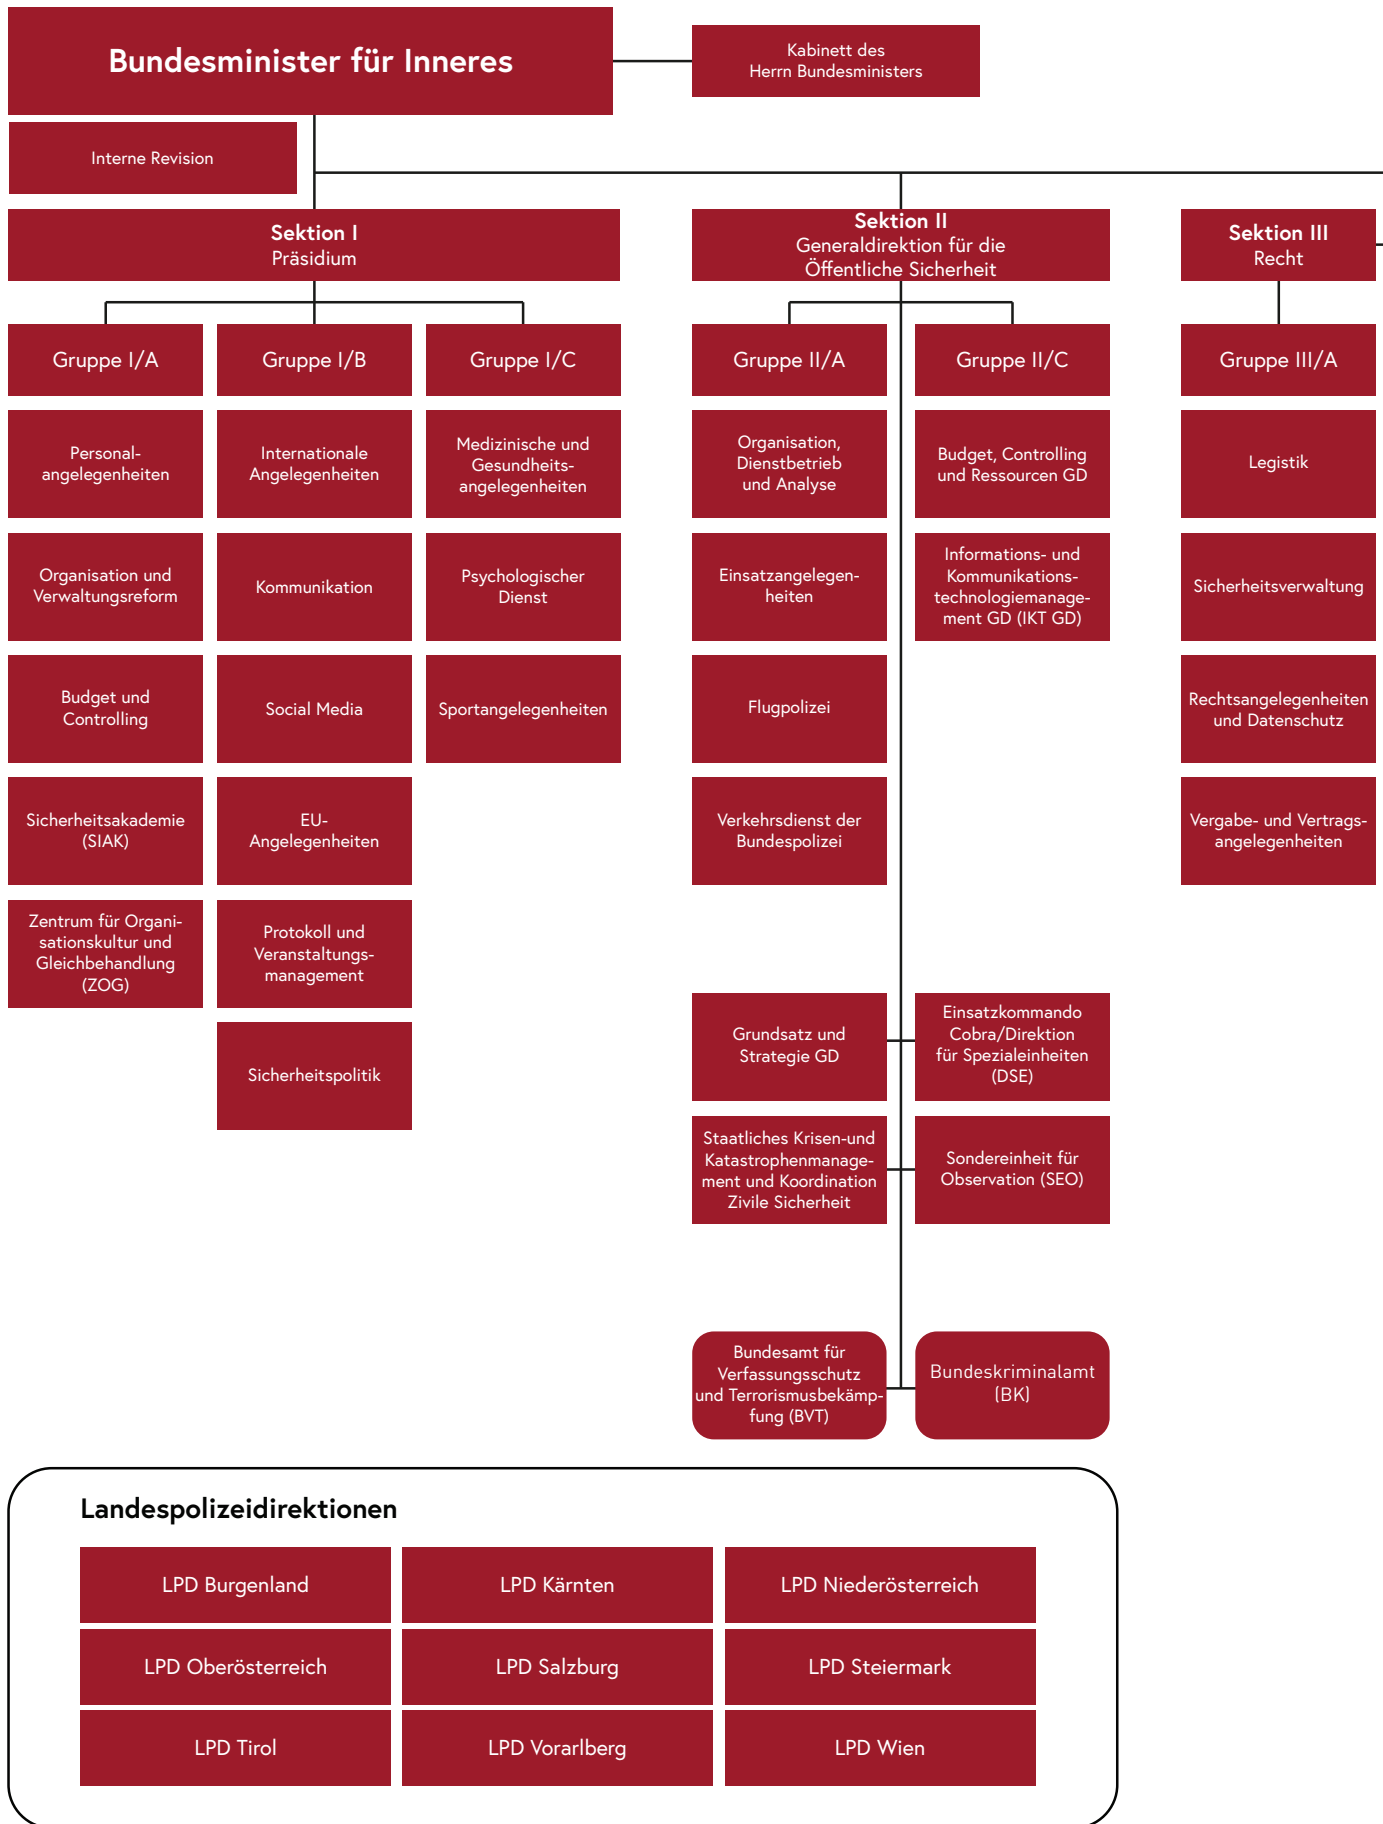 Bundesminister für Inneres
Kabinett des
Herrn Bundesministers
Interne Revision
Sektion I
Präsidium
Sektion II
Generaldirektion für die
Öffentliche Sicherheit
Sektion III
Recht
Gruppe I/A
Gruppe I/B
Gruppe I/C
Gruppe II/A
Gruppe II/C
Gruppe III/A
Personal-
angelegenheiten
Internationale
Angelegenheiten
Medizinische und
Gesundheits-
angelegenheiten
Organisation,
Dienstbetrieb
und Analyse
Budget, Controlling
und Ressourcen GD
Legistik
Organisation und
Verwaltungsreform
Kommunikation
Psychologischer
Dienst
Einsatzangelegen-
heiten
Informations- und
Kommunikations-
technologiemanage-
ment GD (IKT GD)
Sicherheitsverwaltung
Budget und
Controlling
Social Media
Sportangelegenheiten
Flugpolizei
Rechtsangelegenheiten
und Datenschutz
Sicherheitsakademie
(SIAK)
EU-
Angelegenheiten
Verkehrsdienst der
Bundespolizei
Vergabe- und Vertrags-
angelegenheiten
Zentrum für Organi-
sationskultur und
Gleichbehandlung
(ZOG)
Protokoll und
Veranstaltungs-
management
Sicherheitspolitik
Grundsatz und
Strategie GD
Einsatzkommando
Cobra/Direktion
für Spezialeinheiten
(DSE)
Staatliches Krisen-und
Katastrophenmanage-
ment und Koordination
Zivile Sicherheit
Sondereinheit für
Observation (SEO)
Bundesamt für
Verfassungsschutz
und Terrorismusbekämp-
fung (BVT)
Bundeskriminalamt
(BK)
Landespolizeidirektionen
LPD Burgenland
LPD Kärnten
LPD Niederösterreich
LPD Oberösterreich
LPD Salzburg
LPD Steiermark
LPD Tirol
LPD Vorarlberg
LPD Wien